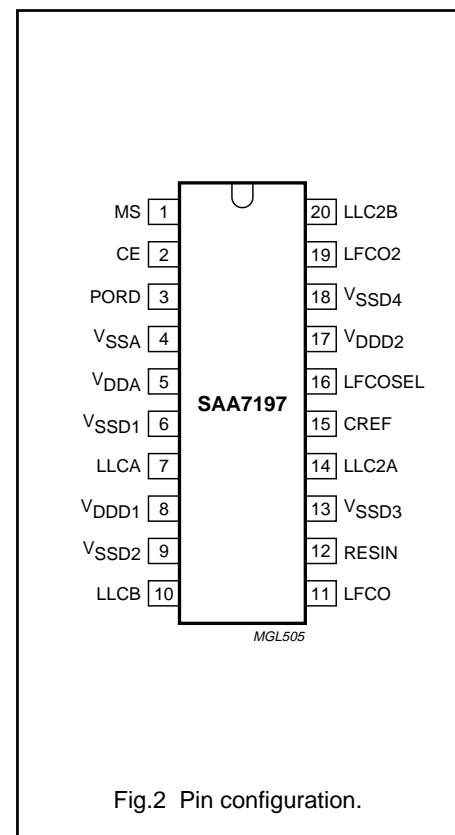 MS 1
CE 2
PORD 3
VSSA 4
VDDA 5
VSSD1 6
LLCA 7
VDDD1 8
VSSD2 9
LLCB 10
SAA7197
20 LLC2B
19 LFCO2
18 VSSD4
17 VDDD2
16 LFCOSEL
15 CREF
14 LLC2A
13 VSSD3
12 RESIN
11 LFCO
MGL505
Fig.2 Pin configuration.